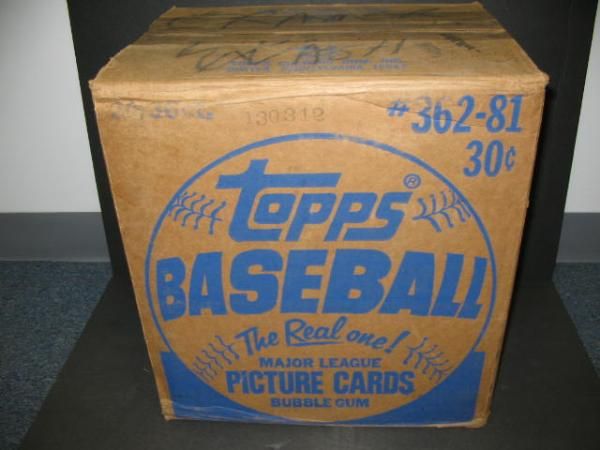 130312
#362-81
30¢
Topps®
BASEBALL
The Real one!
MAJOR LEAGUE
PICTURE CARDS
BUBBLE GUM